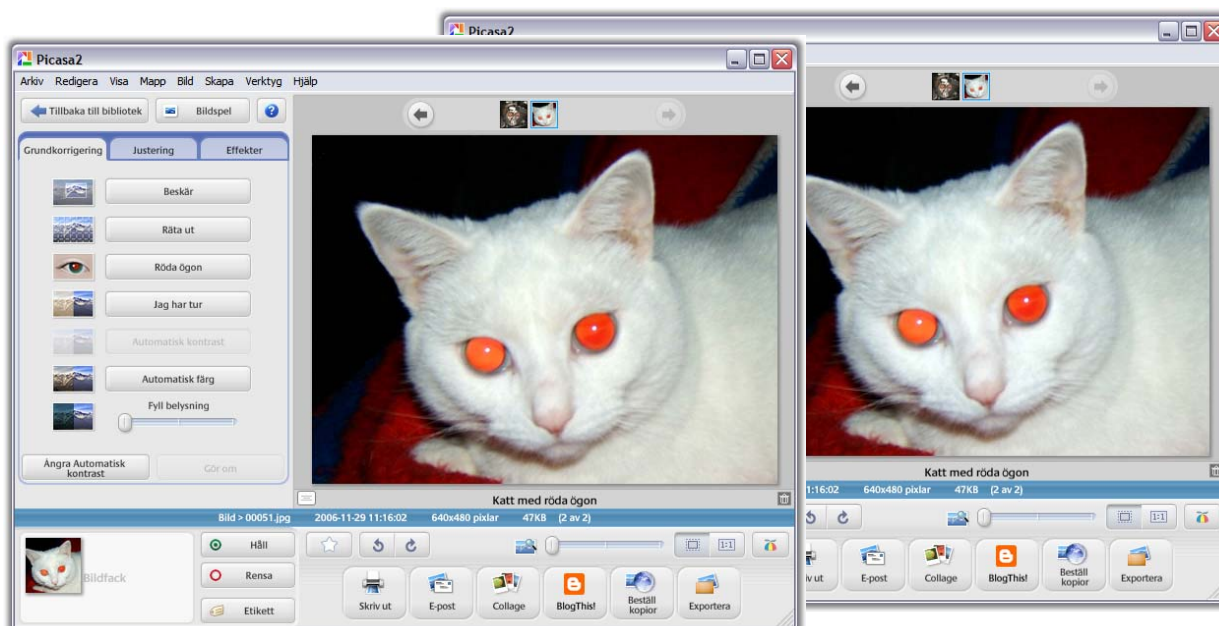 Picasa2
Arkiv Redigera Visa Mapp Bild Skapa Verktyg Hjälp
Tillbaka till bibliotek
Bildspel
?
Grundkorrigering
Justering
Effekter
Beskär
Räta ut
Röda ögon
Jag har tur
Automatisk kontrast
Automatisk färg
Fyll belysning
Ångra Automatisk
kontrast
Gör om
Katt med röda ögon
Bild > 00051.jpg 2006-11-29 11:16:02 640x480 pixlar 47KB (2 av 2)
Bildfack
Håll
Rensa
Etikett
1:1
Skriv ut
E-post
Collage
BlogThis!
Beställ
kopior
Exportera
Picasa2
Katt med röda ögon
1:16:02 640x480 pixlar 47KB (2 av 2)
1:1
iv ut
E-post
Collage
BlogThis!
Beställ
kopior
Exportera